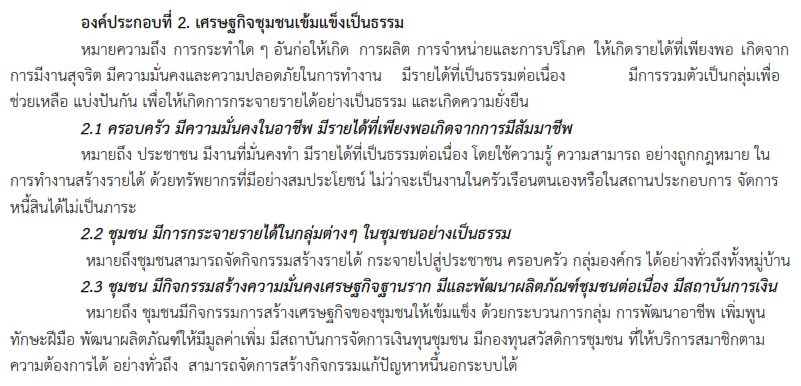 องค์ประกอบที่ 2. เศรษฐกิจชุมชนเข้มแข็งเป็นธรรม
หมายความถึง การกระทำใด ๆ อันก่อให้เกิด การผลิต การจำหน่ายและการบริโภค ให้เกิดรายได้ที่เพียงพอ เกิดจาก
การมีงานสุจริต มีความมั่นคงและความปลอดภัยในการทำงาน มีรายได้ที่เป็นธรรมต่อเนื่อง มีการรวมตัวเป็นกลุ่มเพื่อ
ช่วยเหลือ แบ่งปันกัน เพื่อให้เกิดการกระจายรายได้อย่างเป็นธรรม และเกิดความยั่งยืน
2.1 ครอบครัว มีความมั่นคงในอาชีพ มีรายได้ที่เพียงพอเกิดจากการมีสัมมาชีพ
หมายถึง ประชาชน มีงานที่มั่นคงทำ มีรายได้ที่เป็นธรรมต่อเนื่อง โดยใช้ความรู้ ความสามารถ อย่างถูกกฎหมาย ใน
การทำงานสร้างรายได้ ด้วยทรัพยากรที่มีอย่างสมประโยชน์ ไม่ว่าจะเป็นงานในครัวเรือนตนเองหรือในสถานประกอบการ จัดการ
หนี้สินได้ไม่เป็นภาระ
2.2 ชุมชน มีการกระจายรายได้ในกลุ่มต่างๆ ในชุมชนอย่างเป็นธรรม
หมายถึงชุมชนสามารถจัดกิจกรรมสร้างรายได้ กระจายไปสู่ประชาชน ครอบครัว กลุ่มองค์กร ได้อย่างทั่วถึงทั้งหมู่บ้าน
2.3 ชุมชน มีกิจกรรมสร้างความมั่นคงเศรษฐกิจฐานราก มีและพัฒนาผลิตภัณฑ์ชุมชนต่อเนื่อง มีสถาบันการเงิน
หมายถึง ชุมชนมีกิจกรรมการสร้างเศรษฐกิจของชุมชนให้เข้มแข็ง ด้วยกระบวนการกลุ่ม การพัฒนาอาชีพ เพิ่มพูน
ทักษะฝีมือ พัฒนาผลิตภัณฑ์ให้มีมูลค่าเพิ่ม มีสถาบันการจัดการเงินทุนชุมชน มีกองทุนสวัสดิการชุมชน ที่ให้บริการสมาชิกตาม
ความต้องการได้ อย่างทั่วถึง สามารถจัดการสร้างกิจกรรมแก้ปัญหาหนี้นอกระบบได้